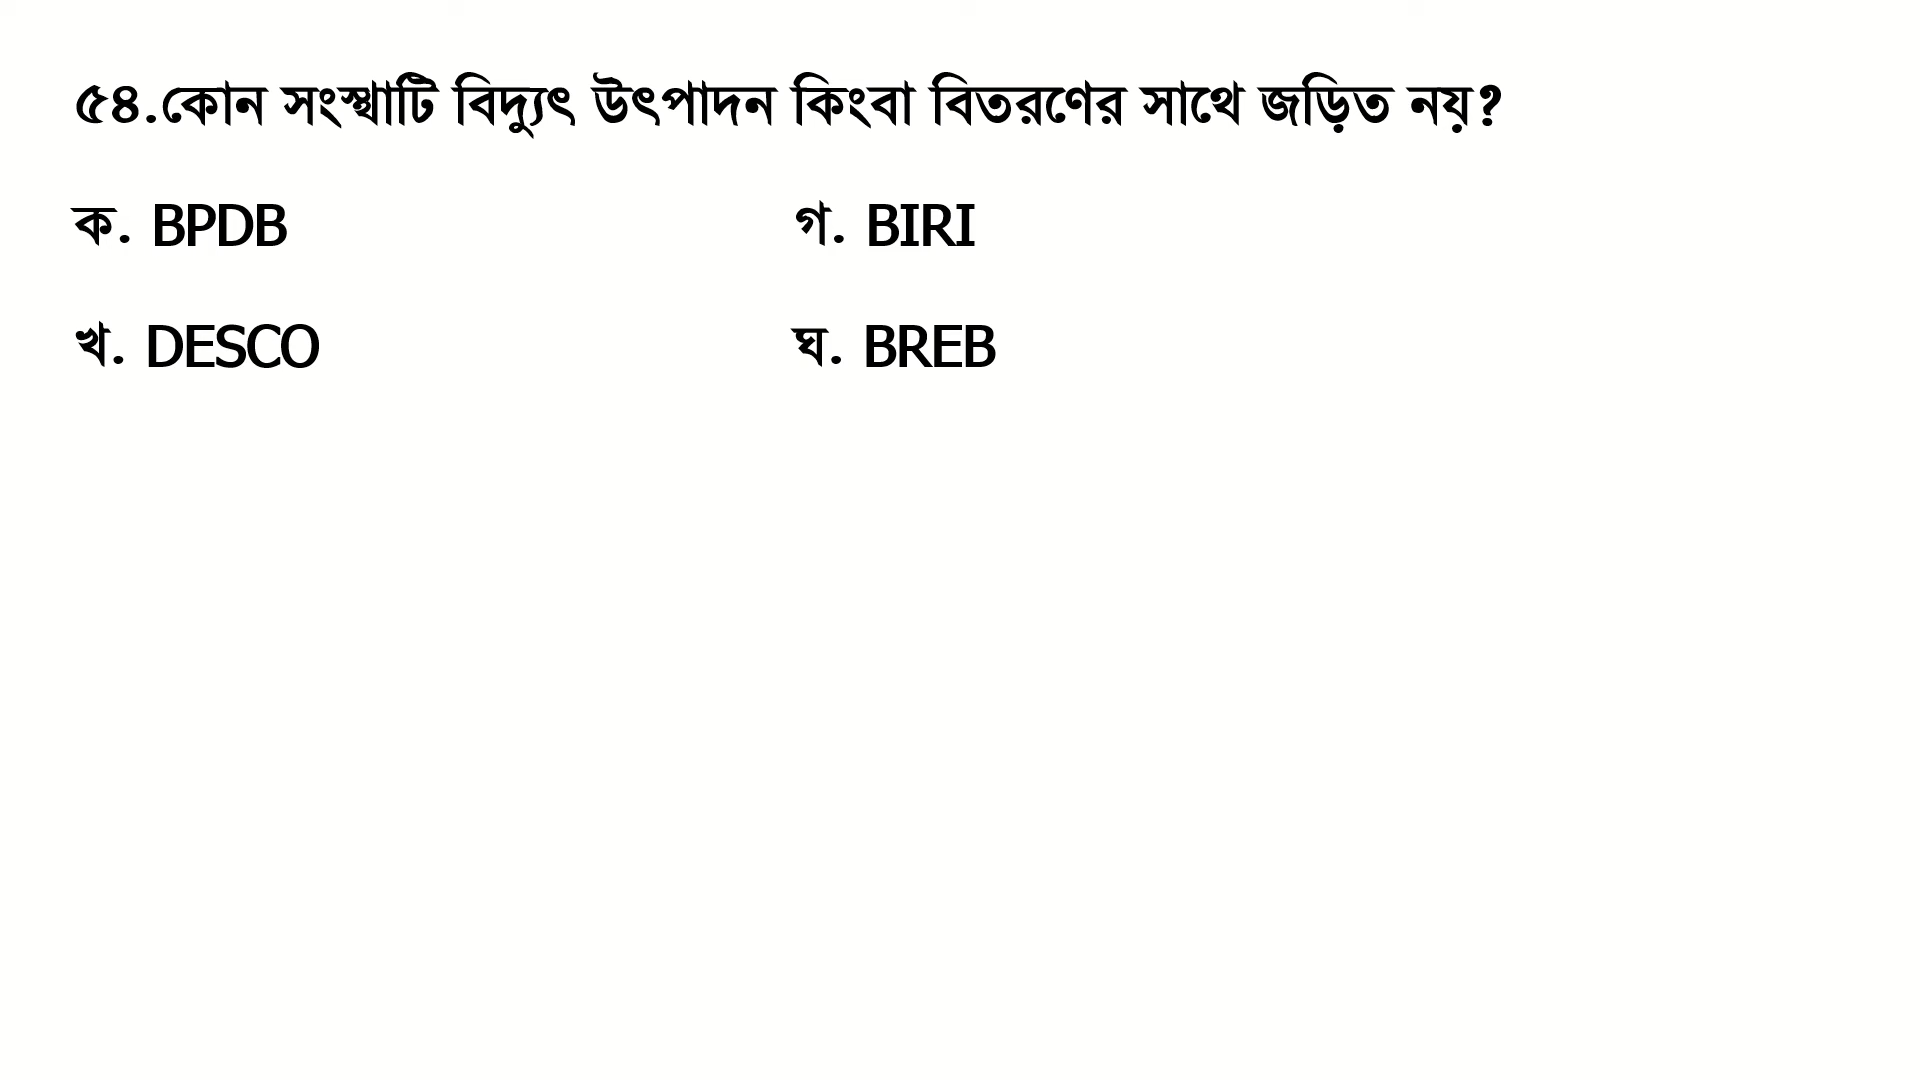 ৫৪.কোন সংস্থাটি বিদ্যুৎ উৎপাদন কিংবা বিতরণের সাথে জড়িত নয়?
ক. BPDB
গ. BIRI
খ. DESCO
ঘ. BREB